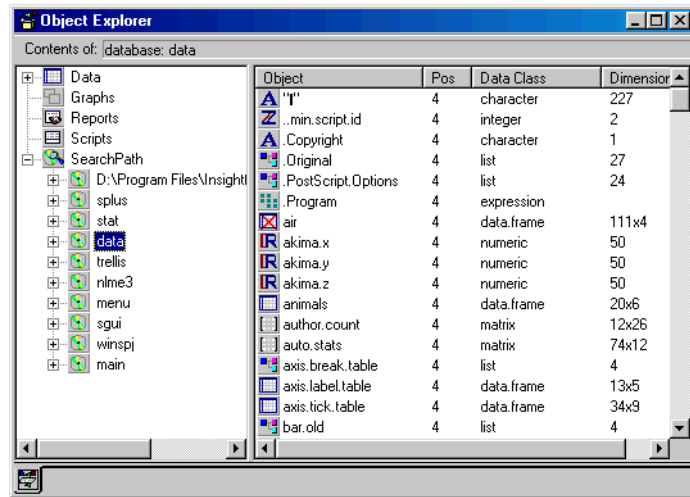 Object Explorer
Contents of: database: data
Data
Graphs
Reports
Scripts
SearchPath
D:\Program Files\Insightl
splus
stat
data
trellis
nlme3
menu
sgui
winspj
main
Object Pos Data Class Dimension
"l" 4 character 227
..min.script.id 4 integer 2
.Copyright 4 character 1
.Original 4 list 27
.PostScript.Options 4 list 24
.Program 4 expression
air 4 data.frame 111x4
akima.x 4 numeric 50
akima.y 4 numeric 50
akima.z 4 numeric 50
animals 4 data.frame 20x6
author.count 4 matrix 12x26
auto.stats 4 matrix 74x12
axis.break.table 4 list 4
axis.label.table 4 data.frame 13x5
axis.tick.table 4 data.frame 34x9
bar.old 4 list 4